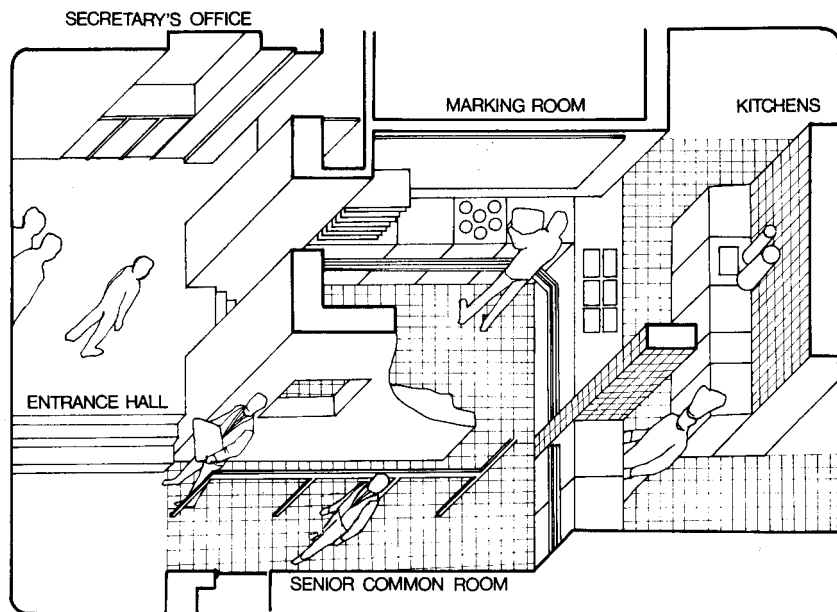 SECRETARY'S OFFICE
MARKING ROOM
KITCHENS
ENTRANCE HALL
SENIOR COMMON ROOM